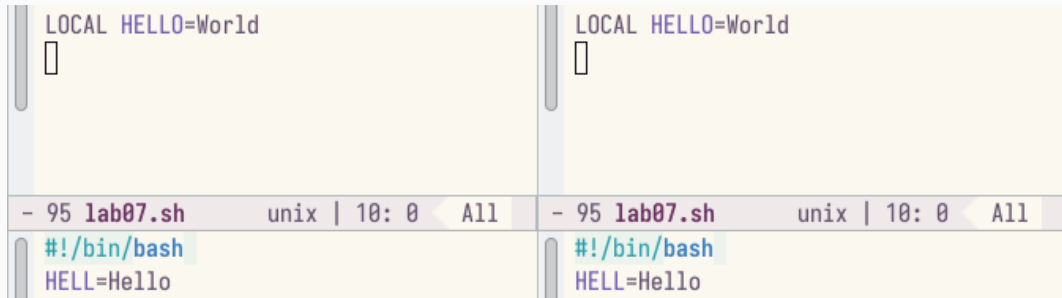 LOCAL HELLO=World
LOCAL HELLO=World
- 95 lab07.sh unix | 10: 0 All
- 95 lab07.sh unix | 10: 0 All
#!/bin/bash
HELL=Hello
#!/bin/bash
HELL=Hello